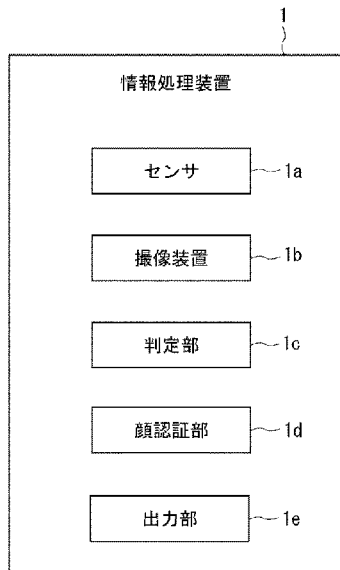 1
情報処理装置
センサ 1a
撮像装置 1b
判定部 1c
顔認証部 1d
出力部 1e